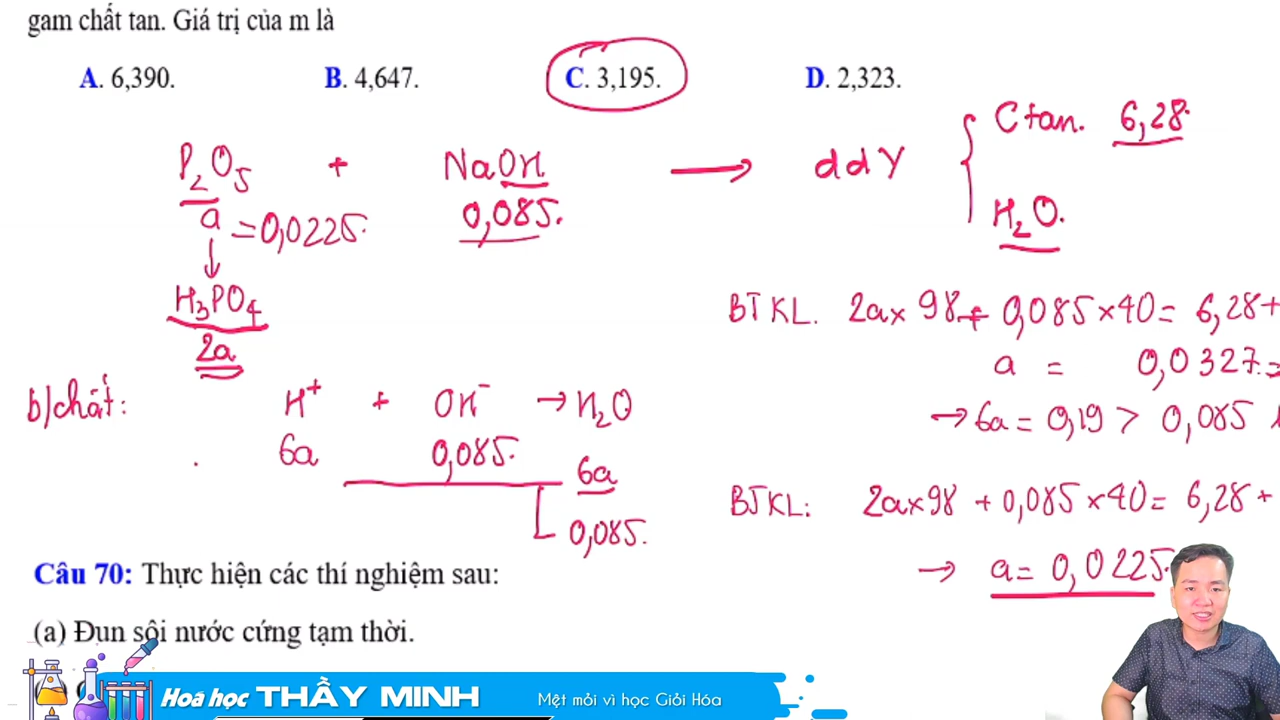 gam chất tan. Giá trị của m là
A. 6,390. B. 4,647. C. 3,195. D. 2,323.
P2O5 + NaOH → ddY { Ctan. 6,28.
a = 0,0225. 0,085. H2O.
↓
H3PO4
2a
BTKL. 2a×98 + 0,085×40 = 6,28 +
a = 0,0327.
b/chất: H+ + OH- → H2O
→ 6a = 0,19 > 0,085
6a 0,085. 6a
0,085.
BTKL: 2a×98 + 0,085×40 = 6,28 +
→ a = 0,0225.
Câu 70: Thực hiện các thí nghiệm sau:
(a) Đun sôi nước cứng tạm thời.
Hoá học THẦY MINH Mệt mỏi vì học Giỏi Hóa